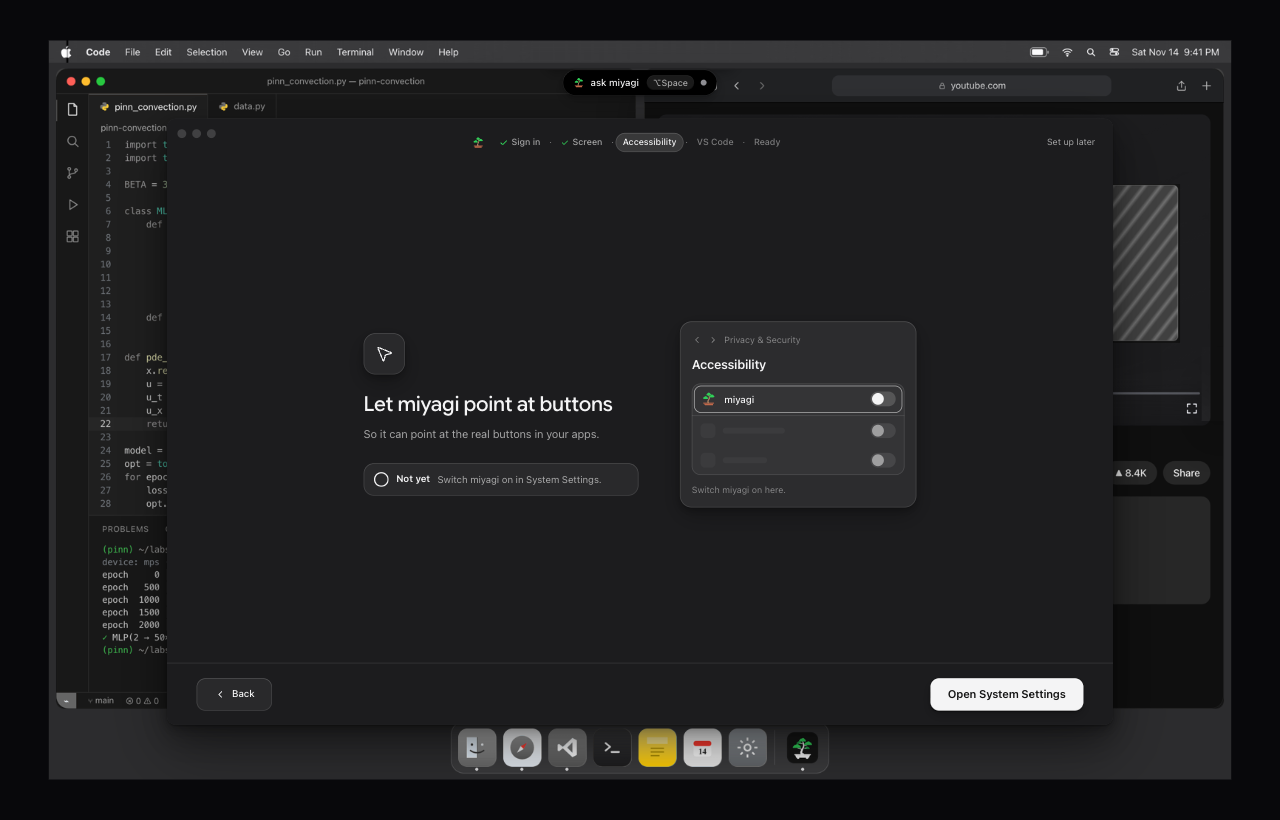 Code File Edit Selection View Go Run Terminal Window Help
Sat Nov 14 9:41 PM
pinn_convection.py — pinn-convection
ask miyagi ⌥Space
youtube.com
pinn_convection.py data.py
pinn-convection
✓ Sign in · ✓ Screen · Accessibility · VS Code · Ready
Set up later
1 import t
2 import t
3
4 BETA = 3
5
6 class ML
7 def
8
9
10
11
12
13
14 def
15
16
17 def pde_
18 x.re
19 u =
20 u_t
21 u_x
22 retu
23
24 model =
25 opt = to
26 for epoc
27 loss
28 opt.
Let miyagi point at buttons
So it can point at the real buttons in your apps.
Not yet Switch miyagi on in System Settings.
Privacy & Security
Accessibility
miyagi
Switch miyagi on here.
8.4K Share
PROBLEMS
(pinn) ~/labs
device: mps
epoch 0
epoch 500
epoch 1000
epoch 1500
epoch 2000
✓ MLP(2 → 50
(pinn) ~/labs
main 0 0
Back
Open System Settings
14